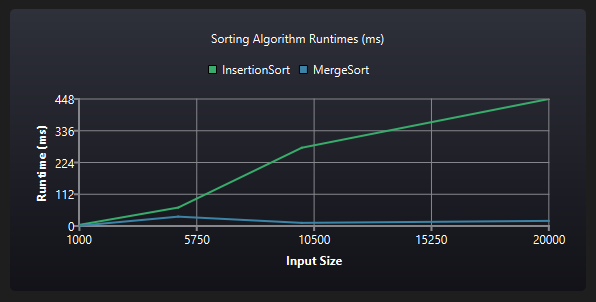 Sorting Algorithm Runtimes (ms)
InsertionSort MergeSort
448
336
224
112
0
Runtime (ms)
1000 5750 10500 15250 20000
Input Size